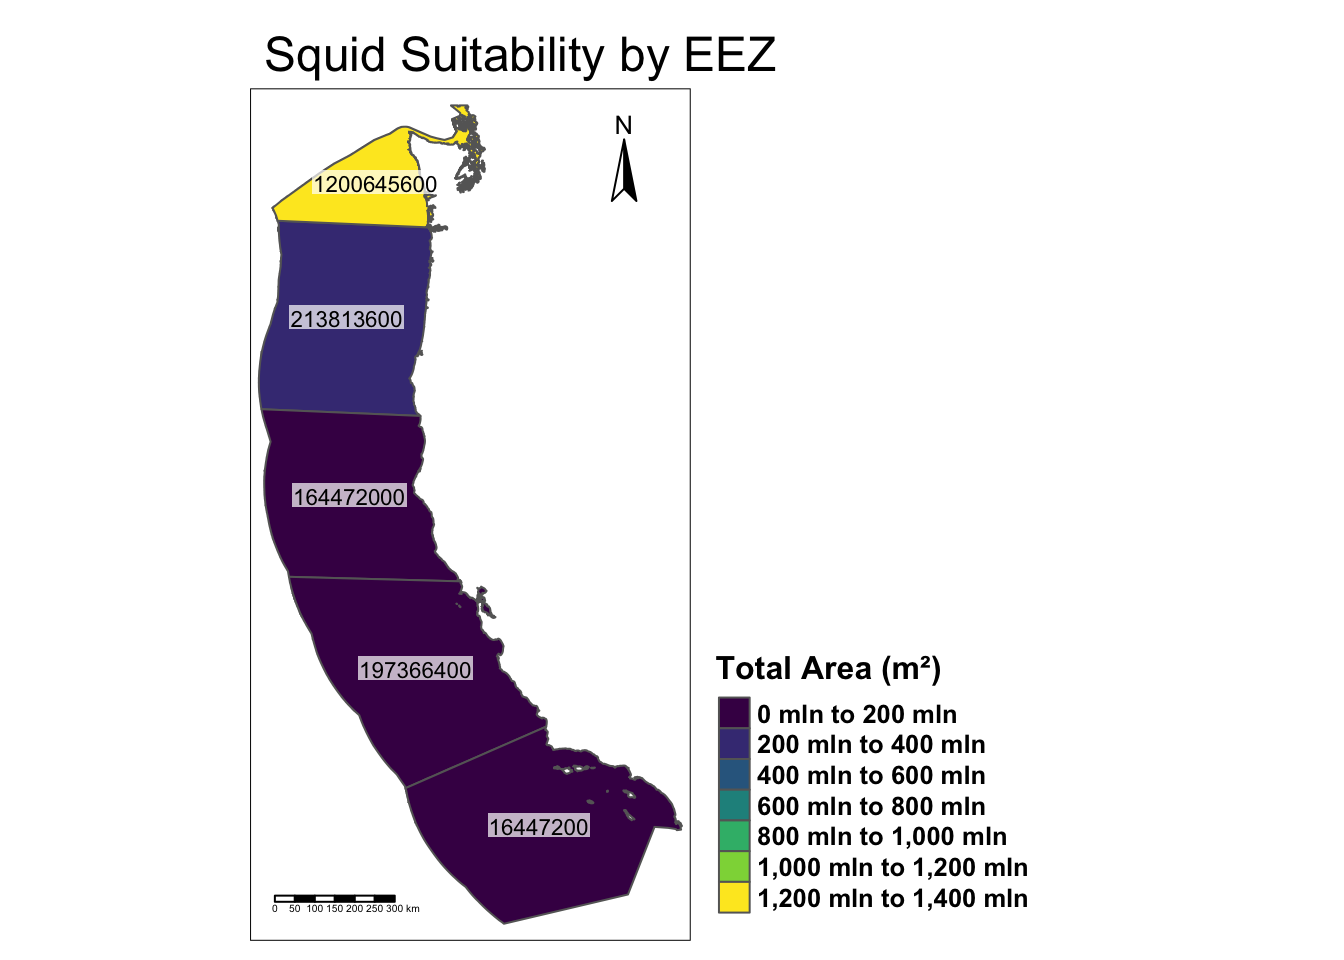 Squid Suitability by EEZ
N
1200645600
213813600
164472000
197366400
16447200
0 50 100 150 200 250 300 km
Total Area (m²)
0 mln to 200 mln
200 mln to 400 mln
400 mln to 600 mln
600 mln to 800 mln
800 mln to 1,000 mln
1,000 mln to 1,200 mln
1,200 mln to 1,400 mln